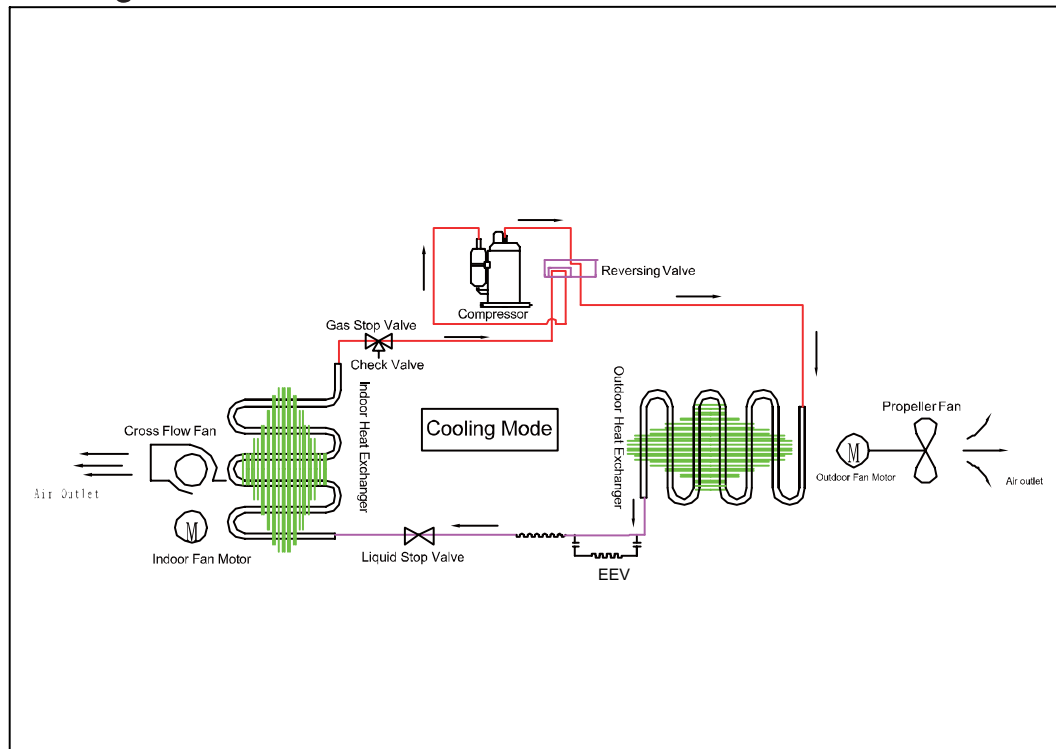 Reversing Valve
Compressor
Gas Stop Valve
Check Valve
Indoor Heat Exchanger
Outdoor Heat Exchanger
Cooling Mode
Propeller Fan
Cross Flow Fan
M
Outdoor Fan Motor
Air outlet
Air Outlet
M
Indoor Fan Motor
Liquid Stop Valve
EEV